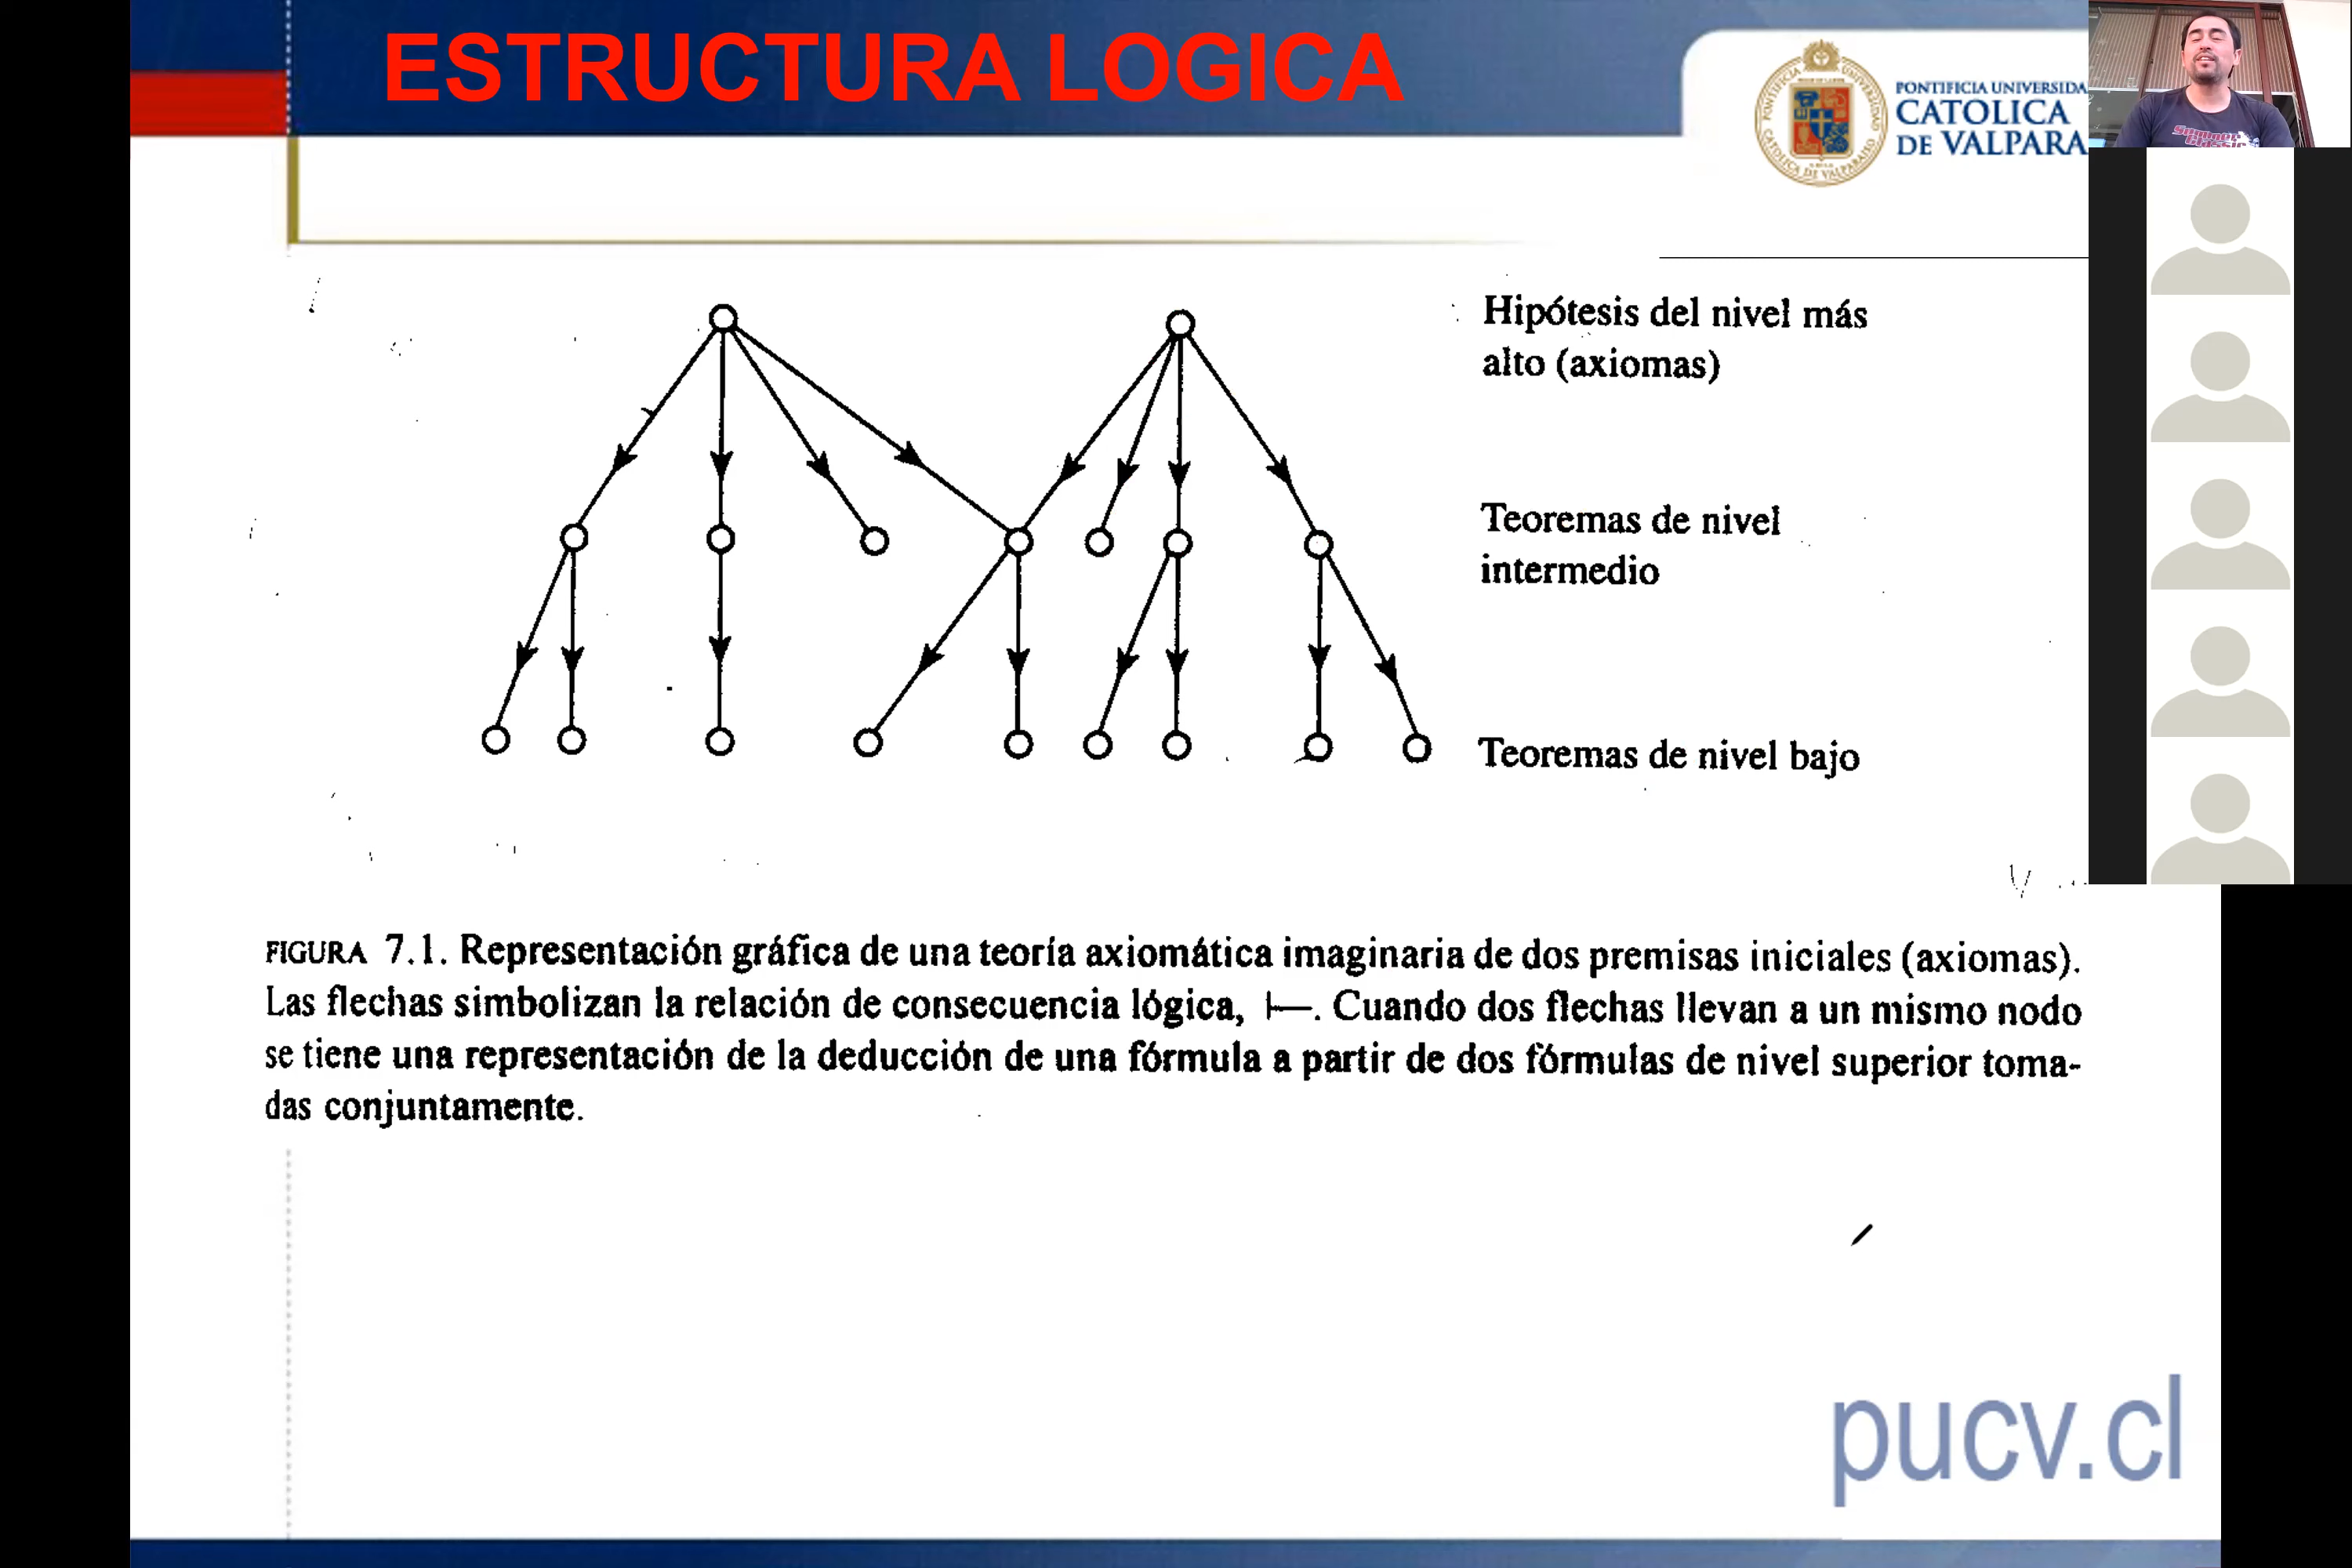 ESTRUCTURA LOGICA
PONTIFICIA UNIVERSIDA
CATOLICA
DE VALPARA
Hipótesis del nivel más
alto (axiomas)
Teoremas de nivel
intermedio
Teoremas de nivel bajo
FIGURA 7.1. Representación gráfica de una teoría axiomática imaginaria de dos premisas iniciales (axiomas).
Las flechas simbolizan la relación de consecuencia lógica, ⊢. Cuando dos flechas llevan a un mismo nodo
se tiene una representación de la deducción de una fórmula a partir de dos fórmulas de nivel superior toma-
das conjuntamente.
pucv.cl